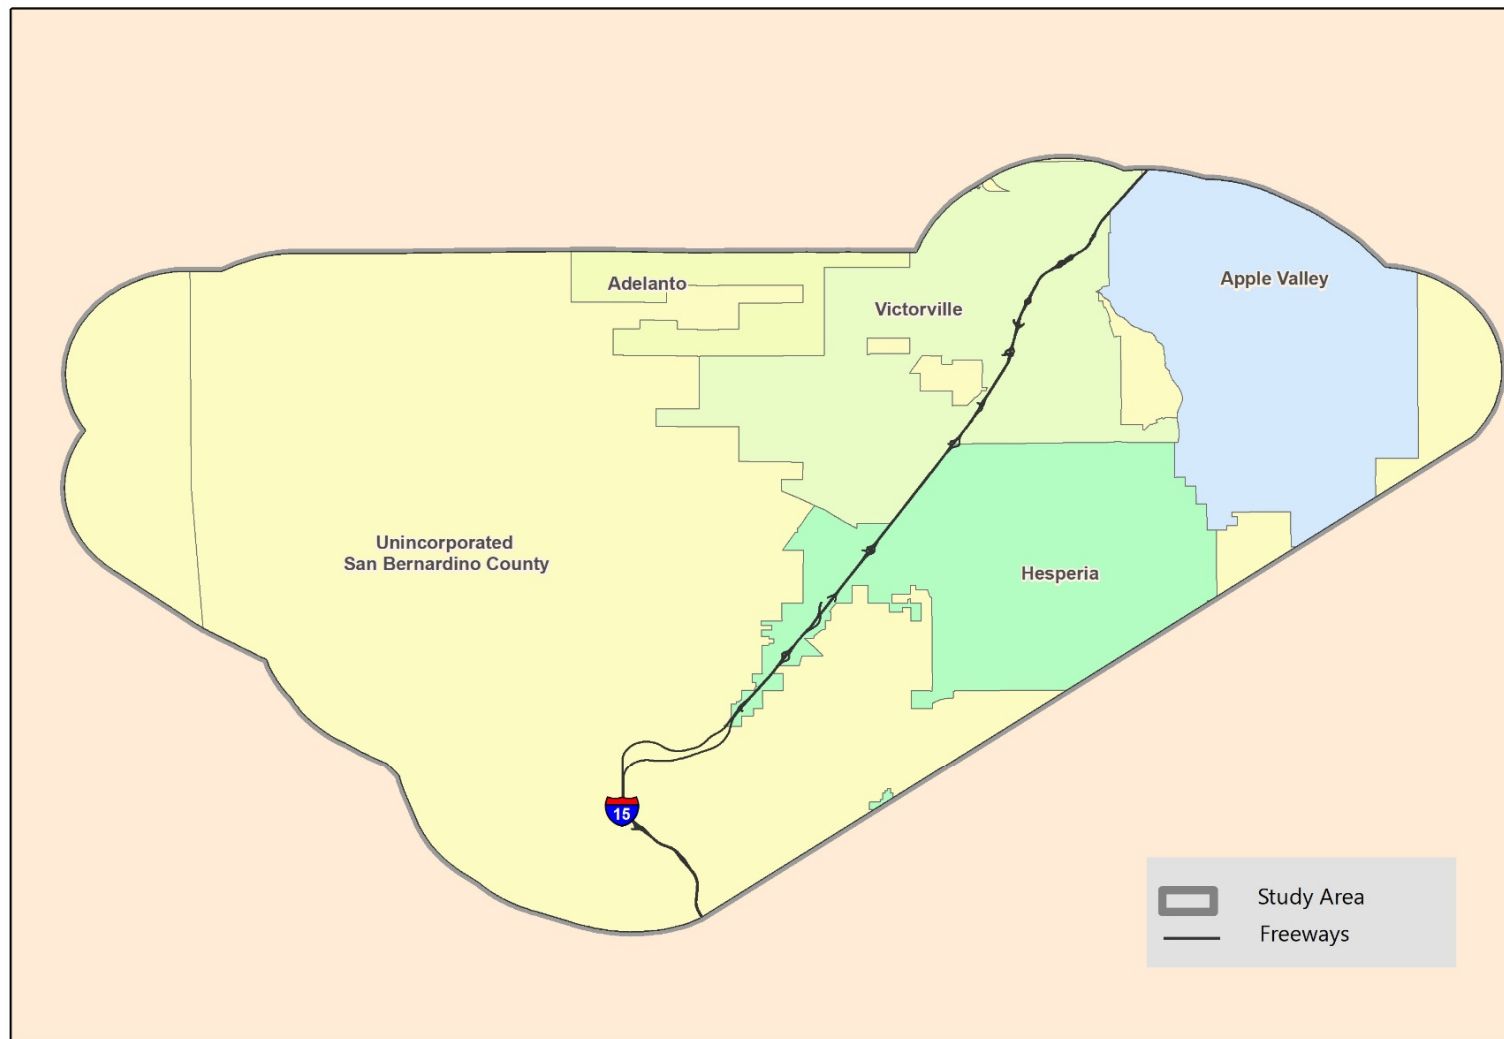 Adelanto
Apple Valley
Victorville
Unincorporated
San Bernardino County
Hesperia
15
Study Area
Freeways